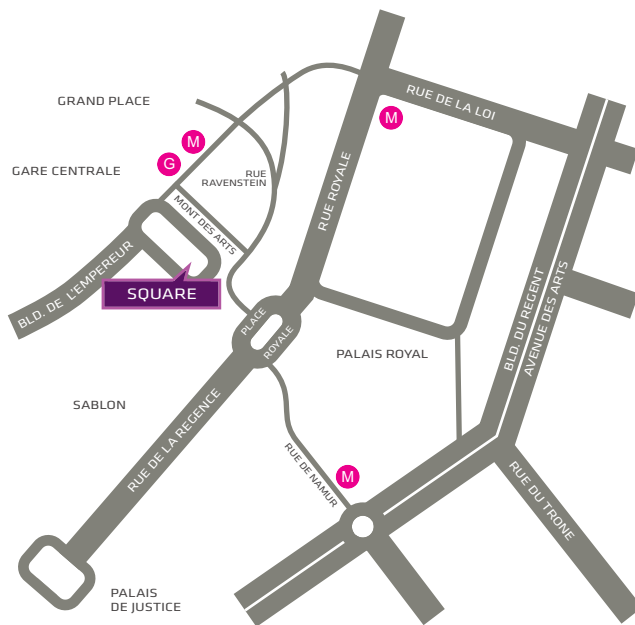 RUE DE LA LOI
GRAND PLACE
M
M
G
GARE CENTRALE
RUE
RAVENSTEIN
RUE ROYALE
MONT DES ARTS
BLD. DE L'EMPEREUR
SQUARE
PLACE
ROYALE
BLD. DU REGENT
AVENUE DES ARTS
PALAIS ROYAL
SABLON
RUE DE LA REGENCE
RUE DE NAMUR
M
RUE DU TRONE
PALAIS
DE JUSTICE